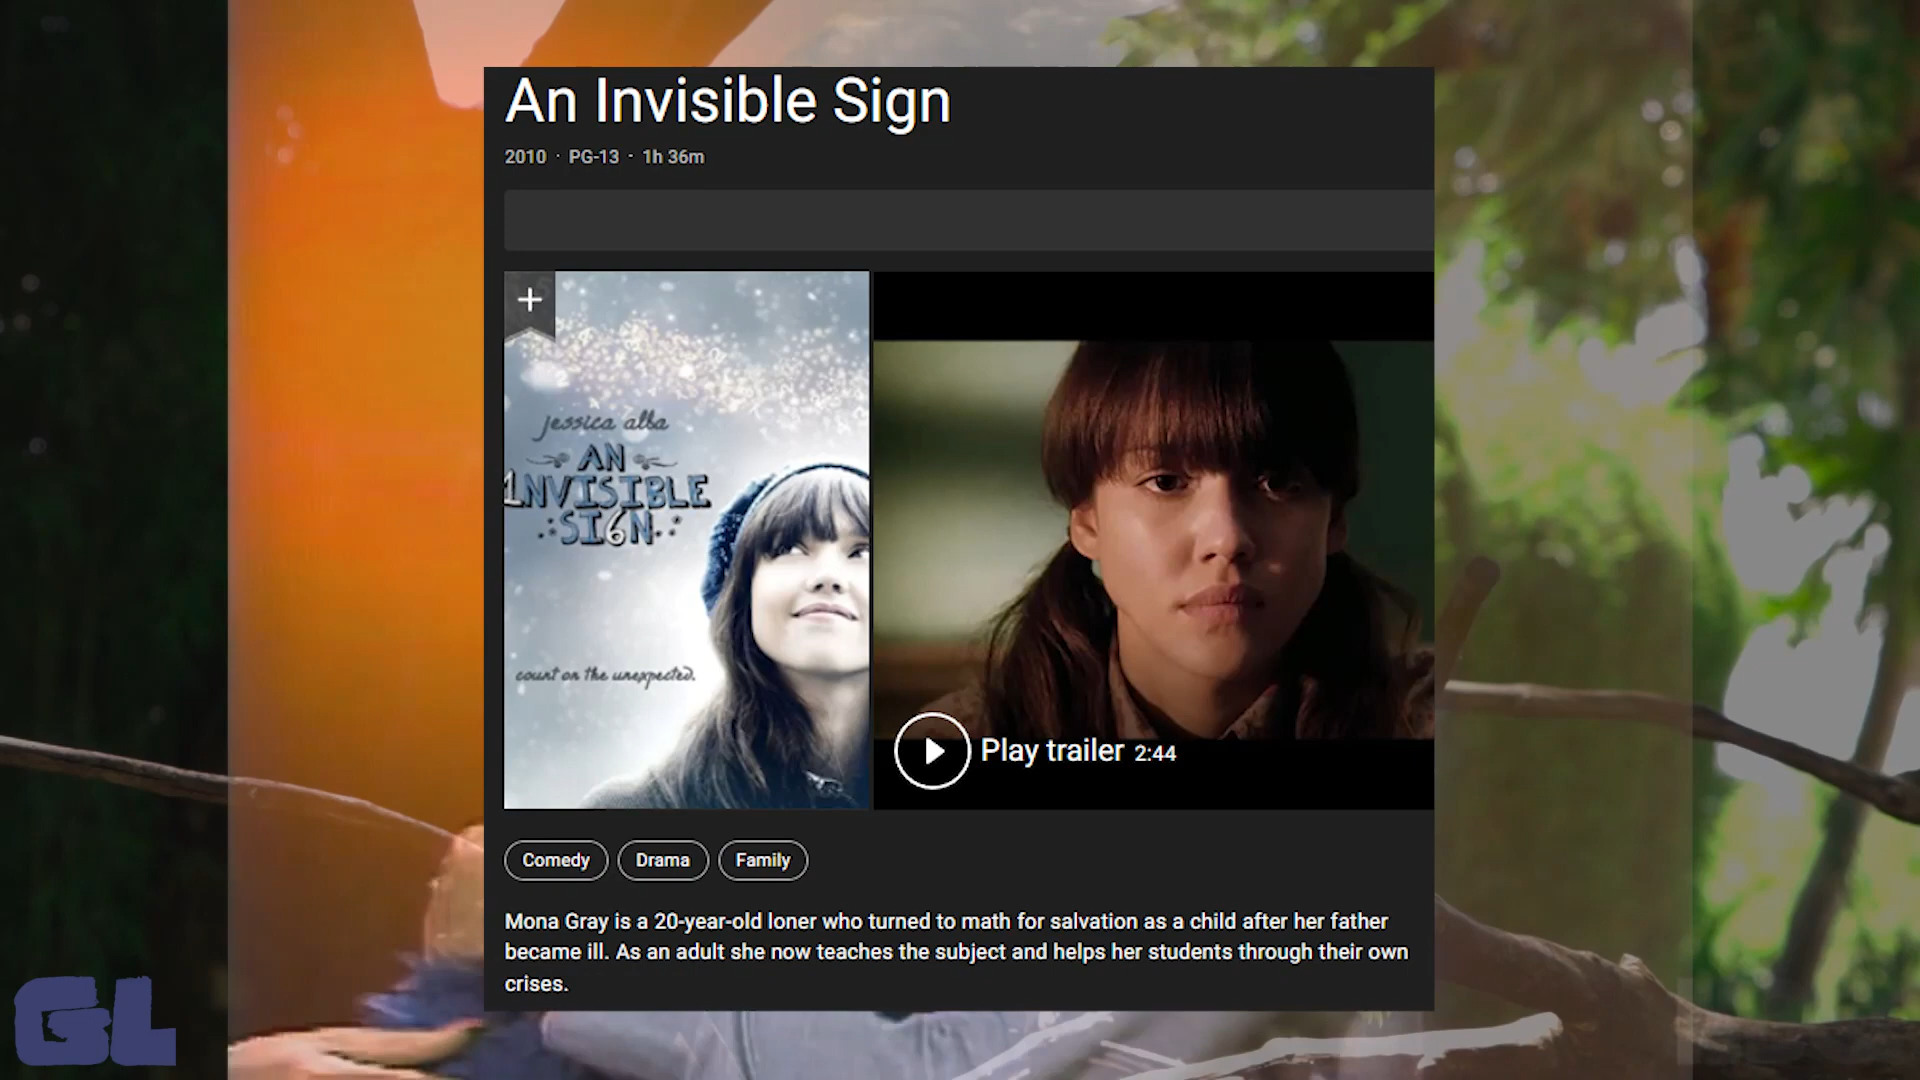 An Invisible Sign
2010 · PG-13 · 1h 36m
+
jessica alba
AN
1NVISIBLE
SI6N
count on the unexpected.
Play trailer 2:44
Comedy
Drama
Family
Mona Gray is a 20-year-old loner who turned to math for salvation as a child after her father
became ill. As an adult she now teaches the subject and helps her students through their own
crises.
GL